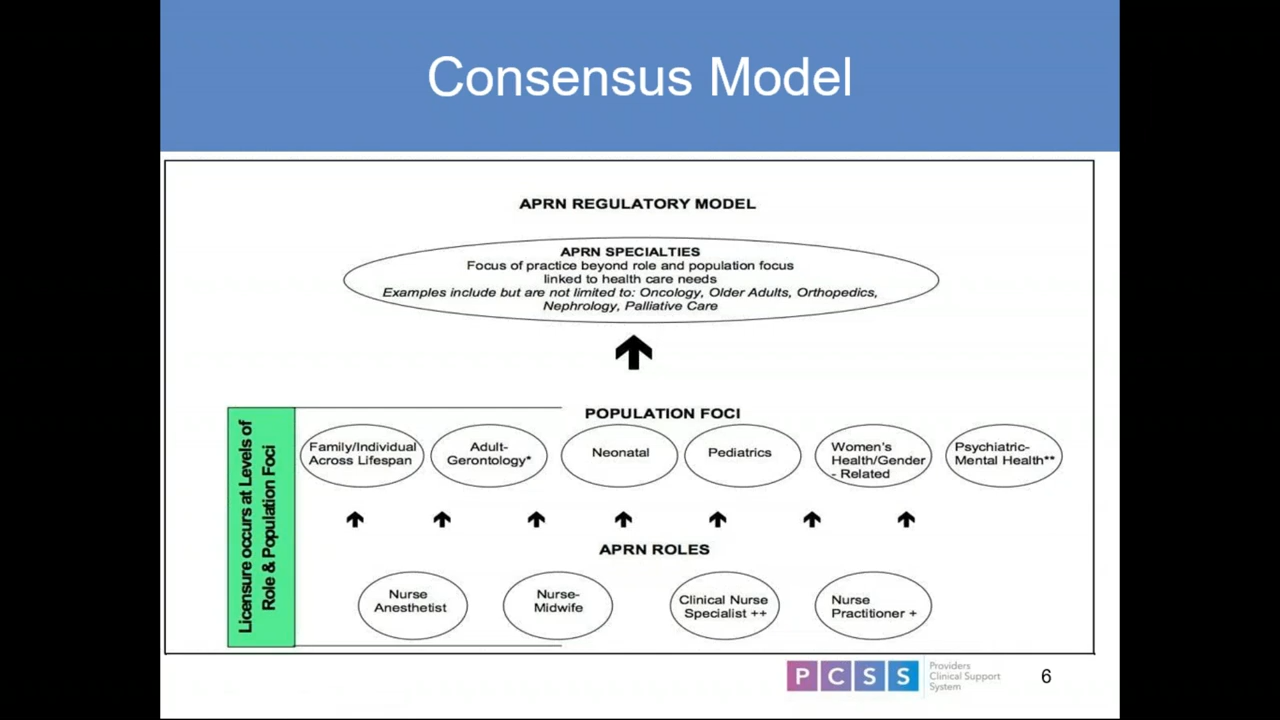 Consensus Model
APRN REGULATORY MODEL
APRN SPECIALTIES
Focus of practice beyond role and population focus
linked to health care needs
Examples include but are not limited to: Oncology, Older Adults, Orthopedics,
Nephrology, Palliative Care
Licensure occurs at Levels of
Role & Population Foci
POPULATION FOCI
Family/Individual
Across Lifespan
Adult-
Gerontology*
Neonatal
Pediatrics
Women's
Health/Gender
- Related
Psychiatric-
Mental Health**
APRN ROLES
Nurse
Anesthetist
Nurse-
Midwife
Clinical Nurse
Specialist ++
Nurse
Practitioner +
PCSS
Providers
Clinical Support
System
6